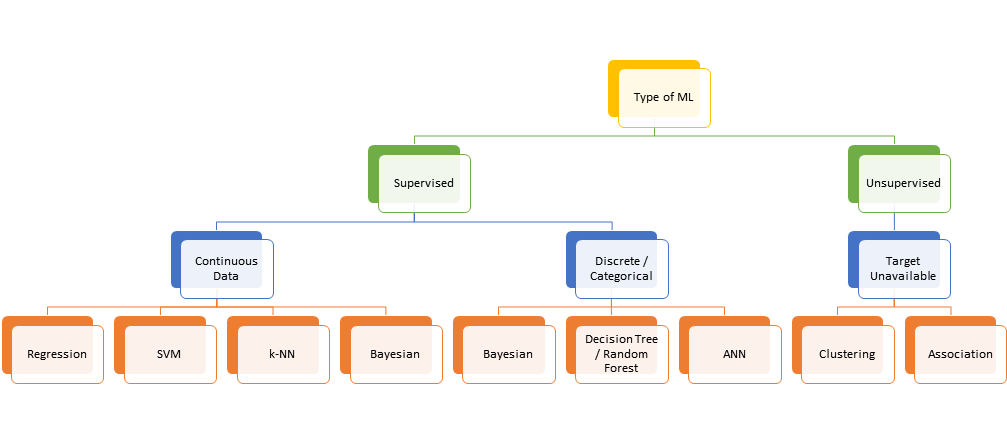 Type of ML
Supervised
Unsupervised
Continuous
Data
Discrete /
Categorical
Target
Unavailable
Regression
SVM
k-NN
Bayesian
Bayesian
Decision Tree
/ Random
Forest
ANN
Clustering
Association